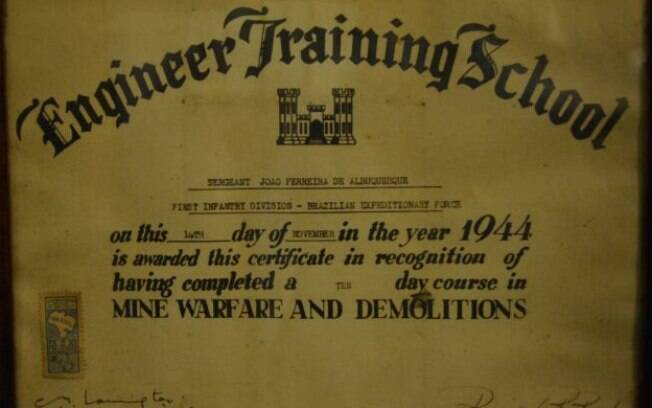 Engineer Training School
SERGEANT JOAO FERREIRA DE ALBUQUERQUE
FIRST INFANTRY DIVISION - BRAZILIAN EXPEDITIONARY FORCE
on this 14TH day of NOVEMBER in the year 1944
is awarded this certificate in recognition of
having completed a TEN day course in
MINE WARFARE AND DEMOLITIONS